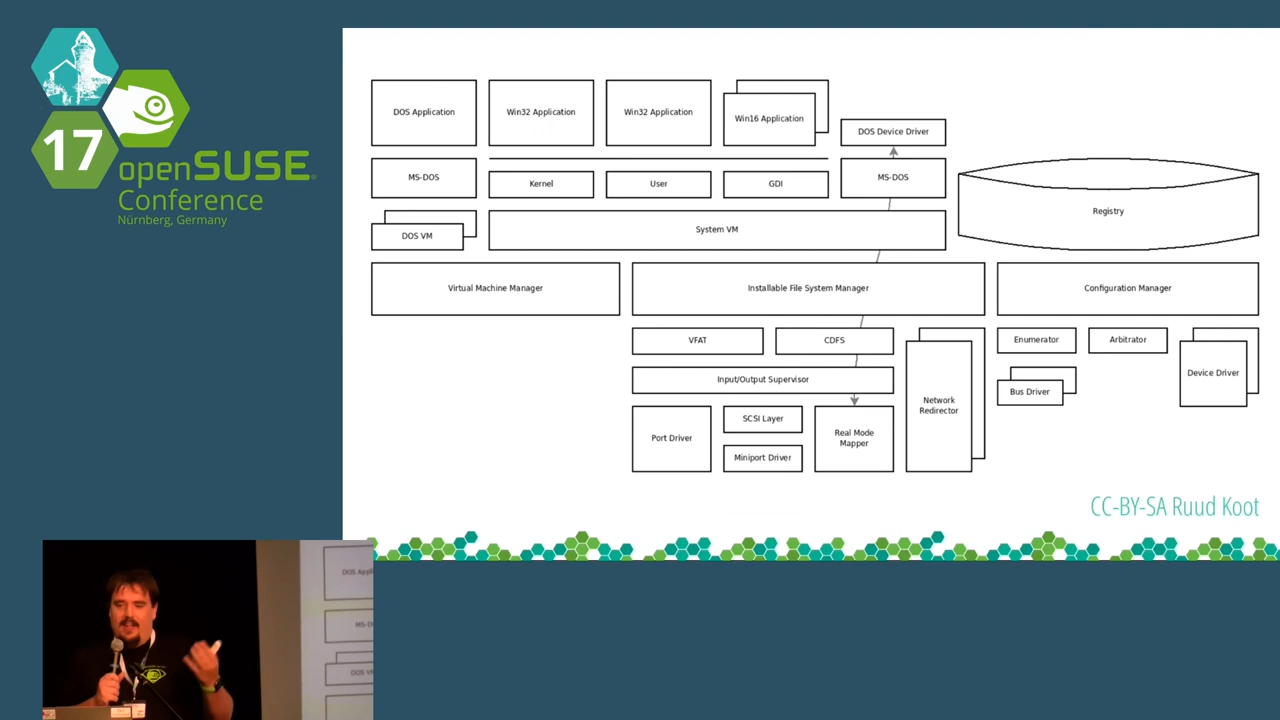 17
openSUSE
Conference
Nürnberg, Germany
DOS Application
Win32 Application
Win32 Application
Win16 Application
DOS Device Driver
MS-DOS
Kernel
User
GDI
MS-DOS
Registry
DOS VM
System VM
Virtual Machine Manager
Installable File System Manager
Configuration Manager
VFAT
CDFS
Enumerator
Arbitrator
Device Driver
Input/Output Supervisor
Bus Driver
Network
Redirector
Port Driver
SCSI Layer
Real Mode
Mapper
Miniport Driver
CC-BY-SA Ruud Koot